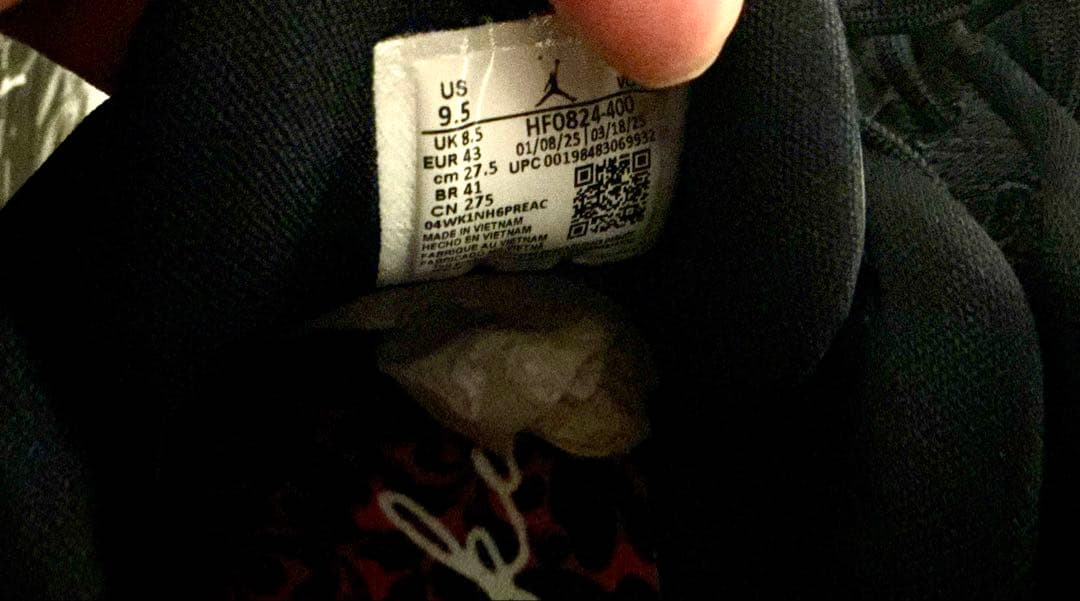 US
9.5
UK 8.5
EUR 43
cm 27.5
BR 41
CN 275
04WK1NH6PREAC
MADE IN VIETNAM
HECHO EN VIETNAM
FABRIQUE AU VIETNAM
HF0824-400
01/08/25 | 03/18/25
UPC 00198483069932